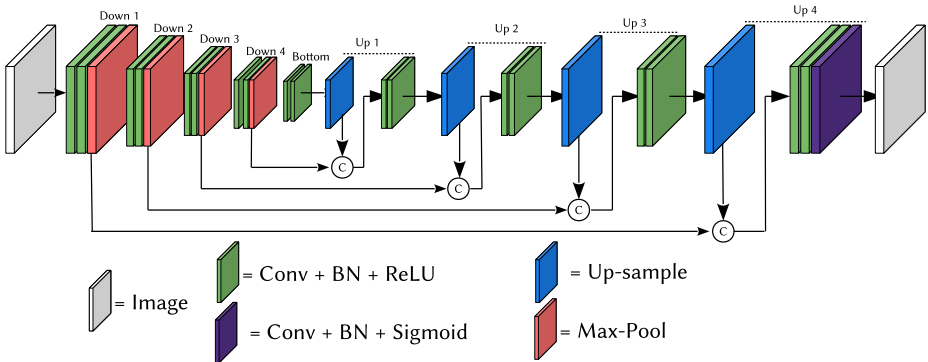 Down 1
Down 2
Down 3
Down 4
Bottom
Up 1
Up 2
Up 3
Up 4
C
C
C
C
= Image
= Conv + BN + ReLU
= Up-sample
= Conv + BN + Sigmoid
= Max-Pool